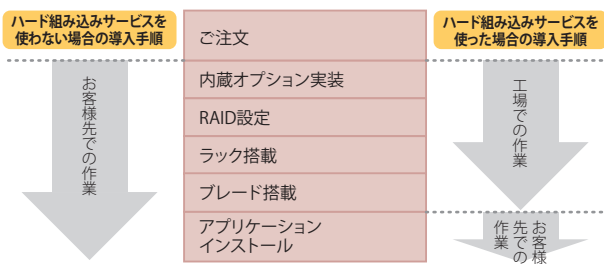 ハード組み込みサービスを
使わない場合の導入手順
お客様先での作業
ご注文
内蔵オプション実装
RAID設定
ラック搭載
ブレード搭載
アプリケーション
インストール
ハード組み込みサービスを
使った場合の導入手順
工場での作業
お客様
先での
作業